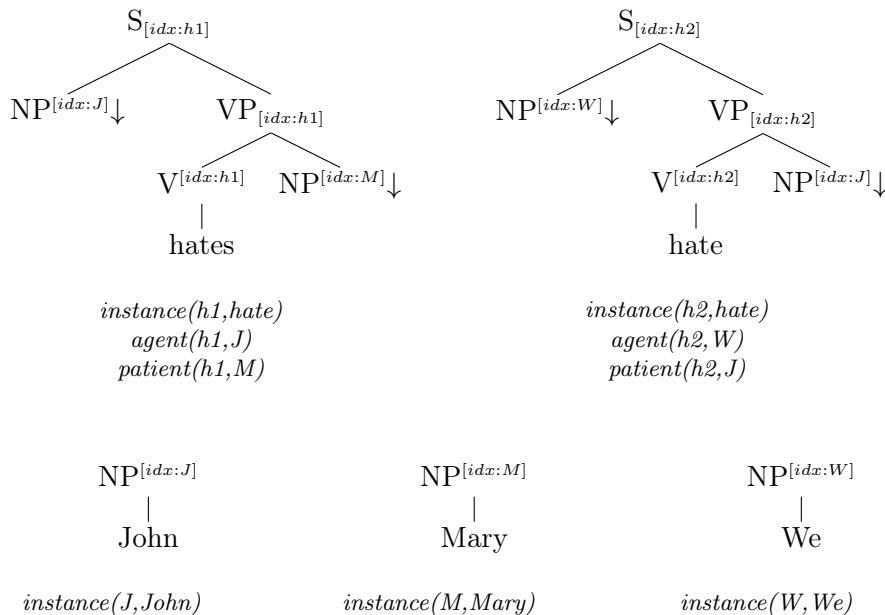 S[idx:h1] S[idx:h2]
NP[idx:J]↓ VP[idx:h1] NP[idx:W]↓ VP[idx:h2]
V[idx:h1] NP[idx:M]↓ V[idx:h2] NP[idx:J]↓
hates hate
instance(h1,hate) instance(h2,hate)
agent(h1,J) agent(h2,W)
patient(h1,M) patient(h2,J)
NP[idx:J] NP[idx:M] NP[idx:W]
John Mary We
instance(J,John) instance(M,Mary) instance(W,We)